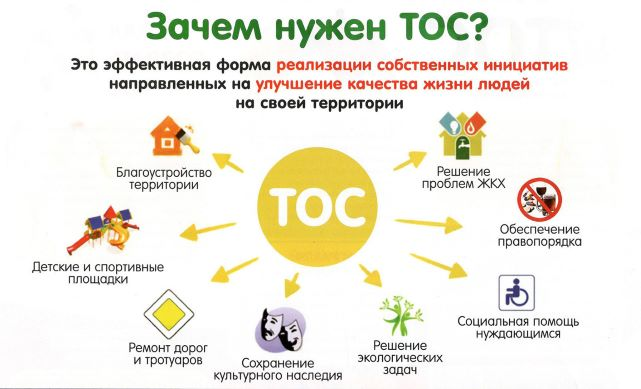 Зачем нужен ТОС?
Это эффективная форма реализации собственных инициатив
направленных на улучшение качества жизни людей
на своей территории
Благоустройство
территории
Решение
проблем ЖКХ
ТОС
Обеспечение
правопорядка
Детские и спортивные
площадки
Социальная помощь
нуждающимся
Ремонт дорог
и тротуаров
Сохранение
культурного наследия
Решение
экологических
задач